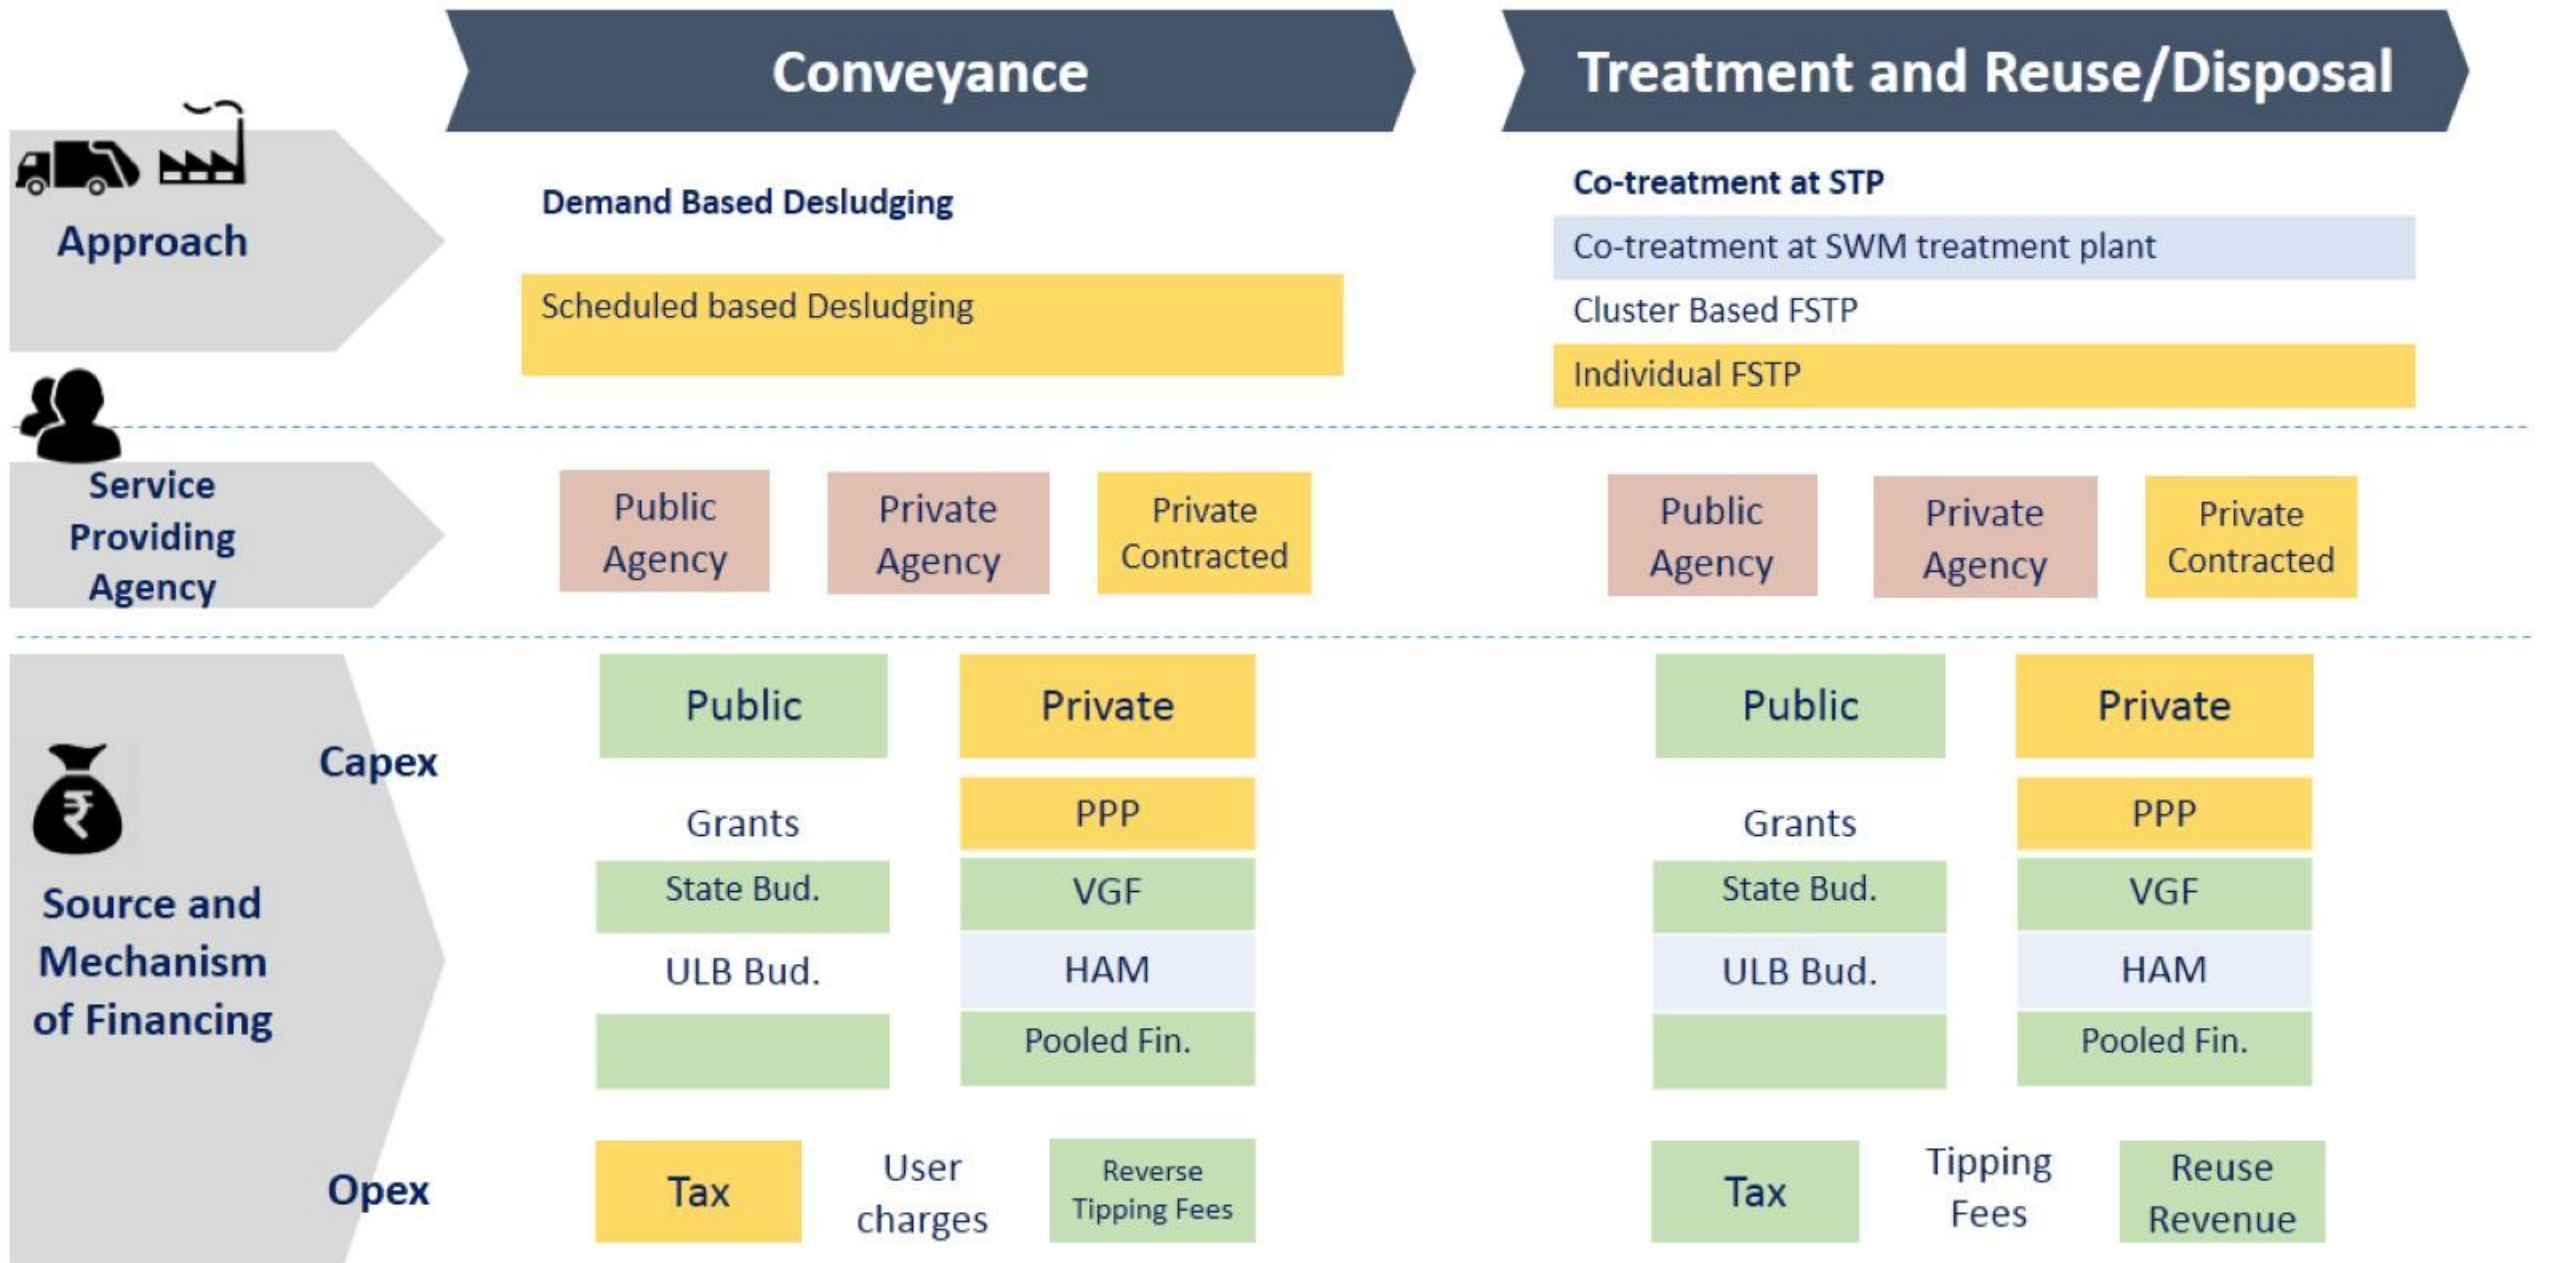 Conveyance
Treatment and Reuse/Disposal
Approach
Demand Based Desludging
Scheduled based Desludging
Co-treatment at STP
Co-treatment at SWM treatment plant
Cluster Based FSTP
Individual FSTP
Service
Providing
Agency
Public
Agency
Private
Agency
Private
Contracted
Public
Agency
Private
Agency
Private
Contracted
Source and
Mechanism
of Financing
₹
Capex
Public
Grants
State Bud.
ULB Bud.
Private
PPP
VGF
HAM
Pooled Fin.
Public
Grants
State Bud.
ULB Bud.
Private
PPP
VGF
HAM
Pooled Fin.
Opex
Tax
User
charges
Reverse
Tipping Fees
Tax
Tipping
Fees
Reuse
Revenue